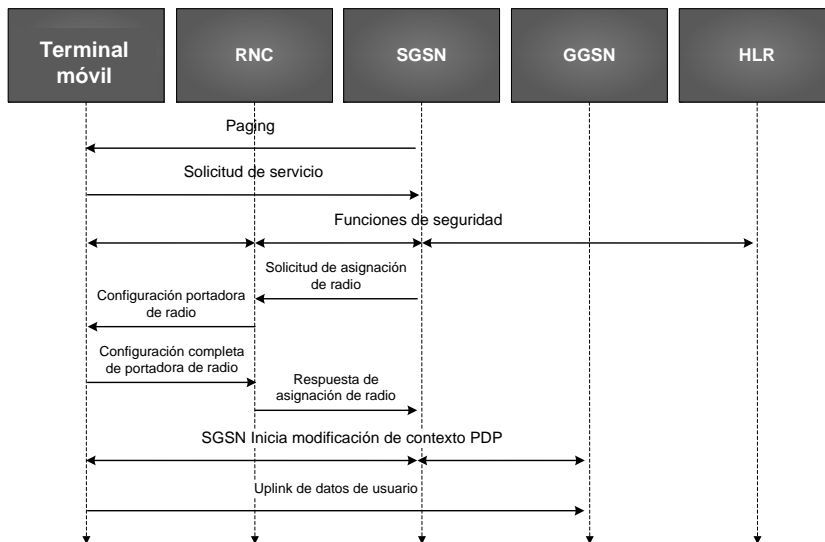 Terminal
móvil
RNC
SGSN
GGSN
HLR
Paging
Solicitud de servicio
Funciones de seguridad
Solicitud de asignación
de radio
Configuración portadora
de radio
Configuración completa
de portadora de radio
Respuesta de
asignación de radio
SGSN Inicia modificación de contexto PDP
Uplink de datos de usuario